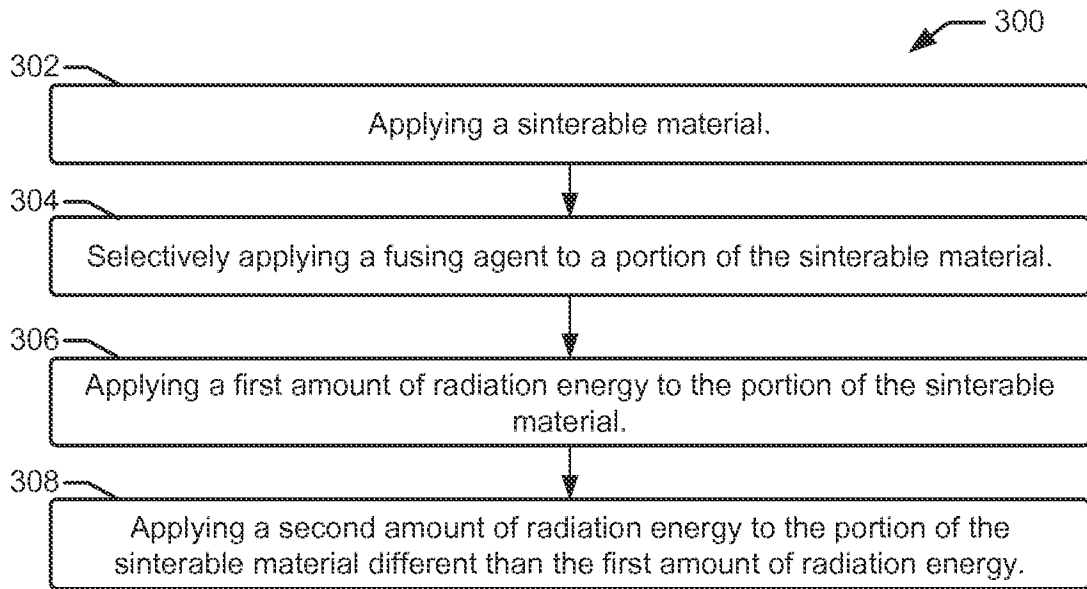 300
302
Applying a sinterable material.
304
Selectively applying a fusing agent to a portion of the sinterable material.
306
Applying a first amount of radiation energy to the portion of the sinterable
material.
308
Applying a second amount of radiation energy to the portion of the
sinterable material different than the first amount of radiation energy.